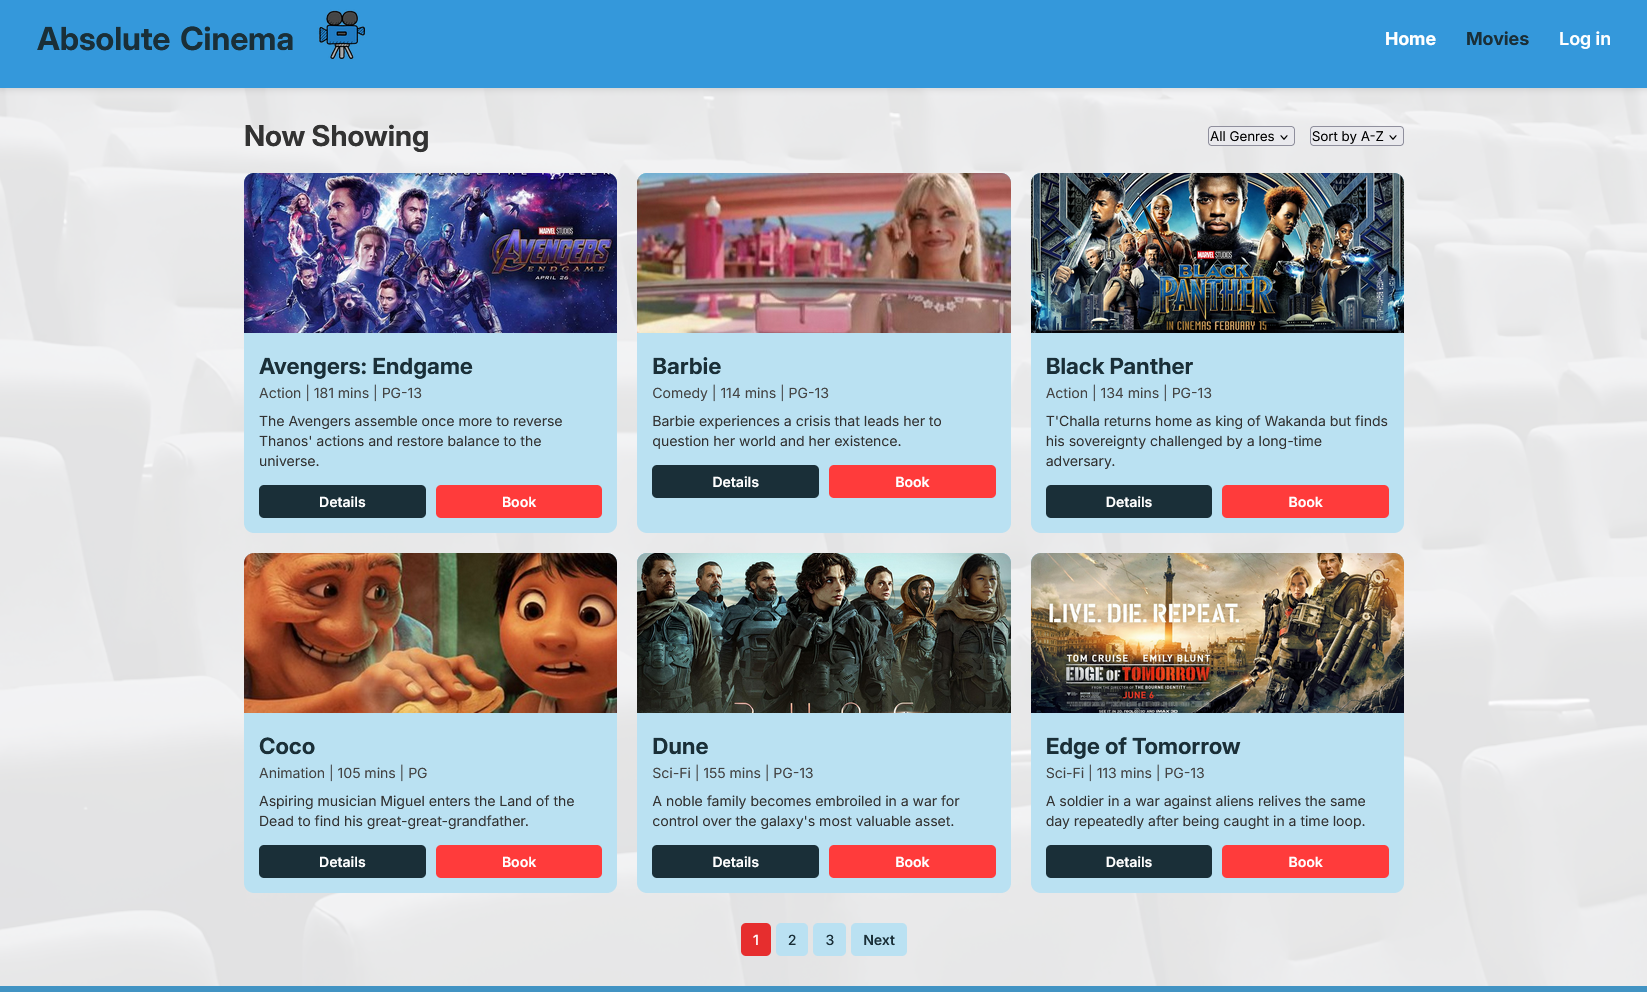 Absolute Cinema
Home Movies Log in
Now Showing
All Genres Sort by A-Z
MARVEL STUDIOS
AVENGERS
ENDGAME
APRIL 26
MARVEL STUDIOS
BLACK
PANTHER
IN CINEMAS FEBRUARY 15
Avengers: Endgame
Action | 181 mins | PG-13
The Avengers assemble once more to reverse
Thanos' actions and restore balance to the
universe.
Details Book
Barbie
Comedy | 114 mins | PG-13
Barbie experiences a crisis that leads her to
question her world and her existence.
Details Book
Black Panther
Action | 134 mins | PG-13
T'Challa returns home as king of Wakanda but finds
his sovereignty challenged by a long-time
adversary.
Details Book
LIVE. DIE. REPEAT.
TOM CRUISE EMILY BLUNT
EDGE OF TOMORROW
FROM THE DIRECTOR OF THE BOURNE IDENTITY
JUNE 6
Coco
Animation | 105 mins | PG
Aspiring musician Miguel enters the Land of the
Dead to find his great-great-grandfather.
Details Book
Dune
Sci-Fi | 155 mins | PG-13
A noble family becomes embroiled in a war for
control over the galaxy's most valuable asset.
Details Book
Edge of Tomorrow
Sci-Fi | 113 mins | PG-13
A soldier in a war against aliens relives the same
day repeatedly after being caught in a time loop.
Details Book
1 2 3 Next